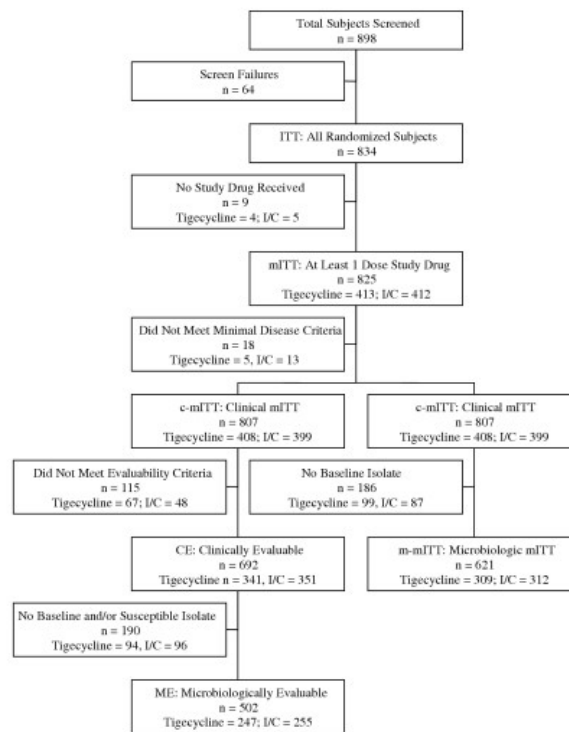 Total Subjects Screened
n = 898
Screen Failures
n = 64
ITT: All Randomized Subjects
n = 834
No Study Drug Received
n = 9
Tigecycline = 4; I/C = 5
mITT: At Least 1 Dose Study Drug
n = 825
Tigecycline = 413; I/C = 412
Did Not Meet Minimal Disease Criteria
n = 18
Tigecycline = 5, I/C = 13
c-mITT: Clinical mITT
n = 807
Tigecycline = 408; I/C = 399
c-mITT: Clinical mITT
n = 807
Tigecycline = 408; I/C = 399
Did Not Meet Evaluability Criteria
n = 115
Tigecycline = 67; I/C = 48
No Baseline Isolate
n = 186
Tigecycline = 99, I/C = 87
CE: Clinically Evaluable
n = 692
Tigecycline n = 341, I/C = 351
m-mITT: Microbiologic mITT
n = 621
Tigecycline = 309; I/C = 312
No Baseline and/or Susceptible Isolate
n = 190
Tigecycline = 94, I/C = 96
ME: Microbiologically Evaluable
n = 502
Tigecycline = 247; I/C = 255